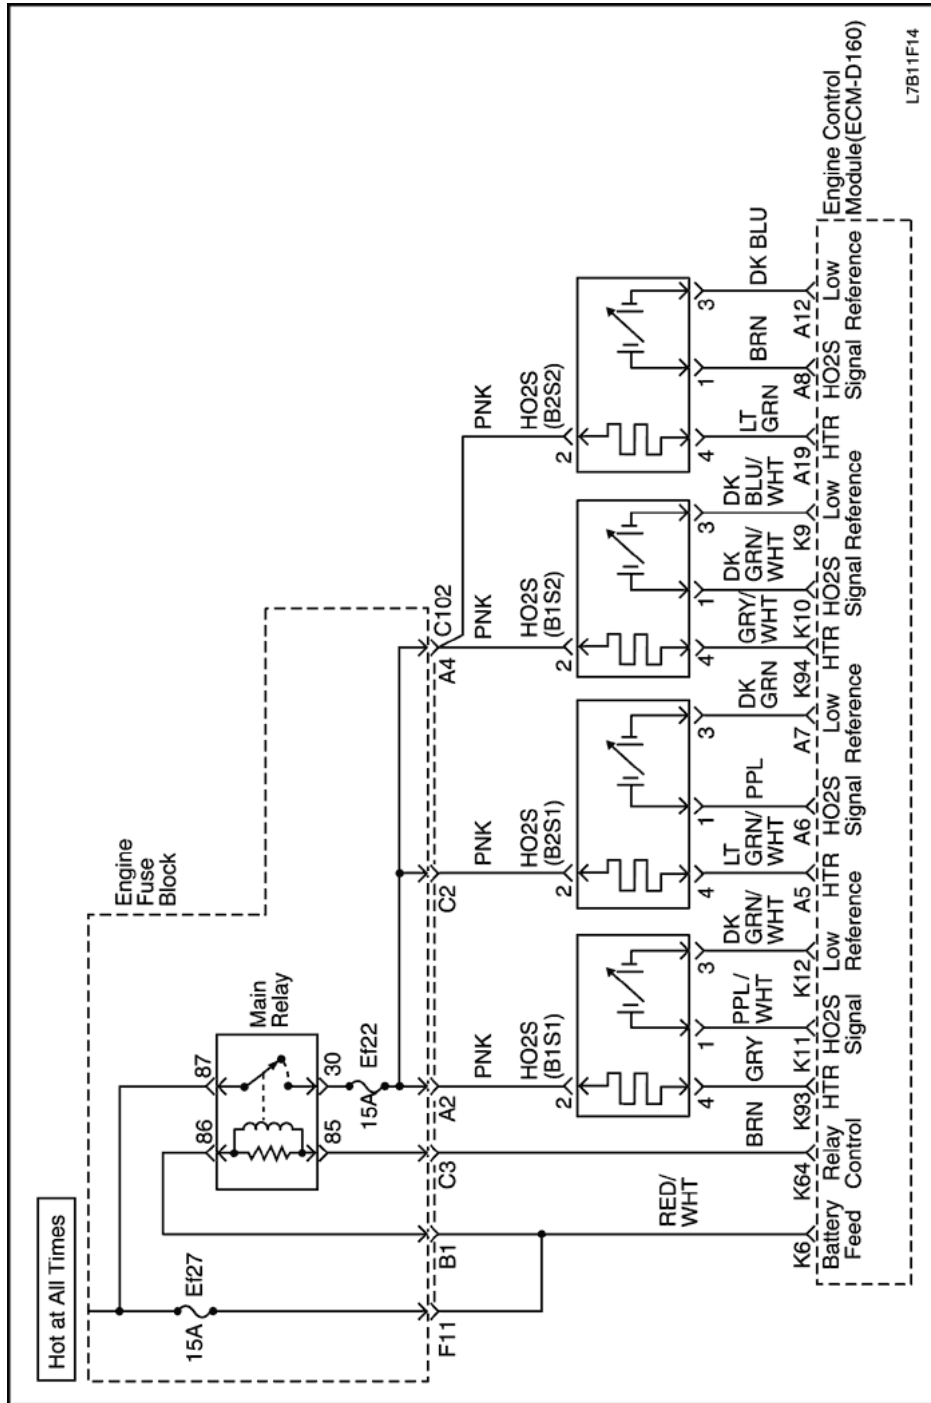 Hot at All Times
Engine
Fuse
Block
15A
Ef27
86
87
Main
Relay
85
30
15A
Ef22
F11
B1
C3
A2
C2
A4
C102
PNK
PNK
PNK
PNK
HO2S
(B1S1)
HO2S
(B2S1)
HO2S
(B1S2)
HO2S
(B2S2)
2
2
2
2
4
1
3
4
1
3
4
1
3
4
1
3
RED/
WHT
BRN
GRY
PPL/
WHT
DK
GRN/
WHT
LT
GRN/
WHT
PPL
DK
GRN
GRY/
WHT
DK
GRN/
WHT
DK
BLU/
WHT
LT
GRN
BRN
DK BLU
K6
K64
K93
K11
K12
A5
A6
A7
K94
K10
K9
A19
A8
A12
Battery
Feed
Relay
Control
HTR
HO2S
Signal
Low
Reference
HTR
HO2S
Signal
Low
Reference
HTR
HO2S
Signal
Low
Reference
HTR
HO2S
Signal
Low
Reference
Engine Control
Module(ECM-D160)
L7B11F14